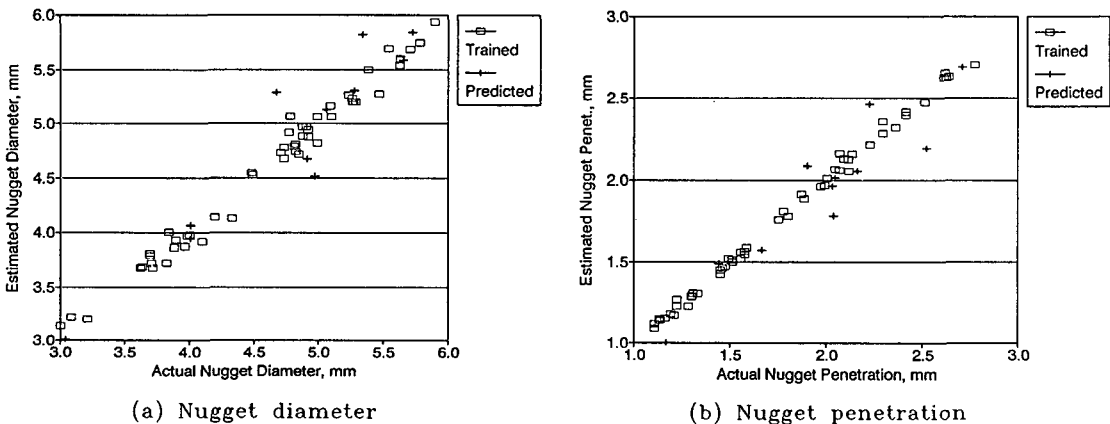 Estimated Nugget Diameter, mm
6.0
5.5
5.0
4.5
4.0
3.5
3.0
3.0 3.5 4.0 4.5 5.0 5.5 6.0
Actual Nugget Diameter, mm
Trained
Predicted
(a) Nugget diameter
Estimated Nugget Penet., mm
3.0
2.5
2.0
1.5
1.0
1.0 1.5 2.0 2.5 3.0
Actual Nugget Penetration, mm
Trained
Predicted
(b) Nugget penetration